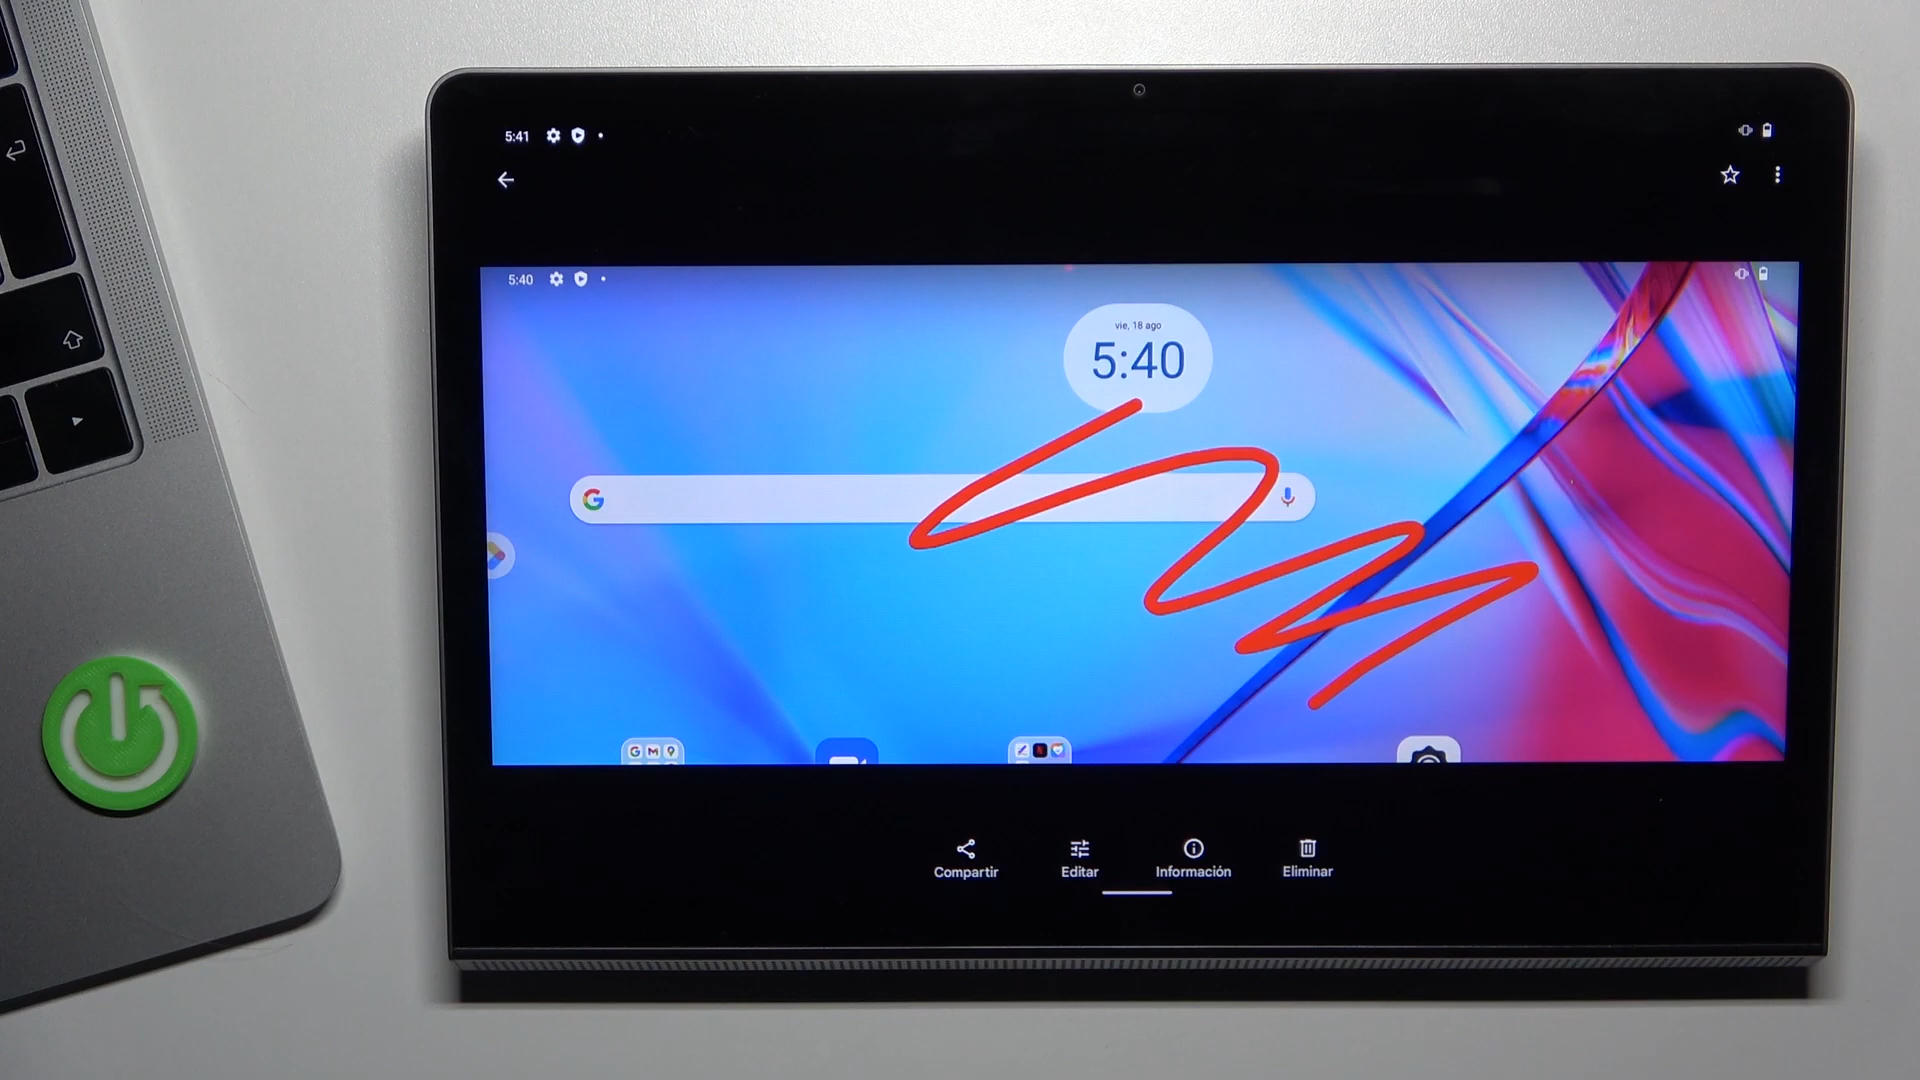 5:41
5:40
vie, 18 ago
5:40
G
G M
Compartir
Editar
Información
Eliminar